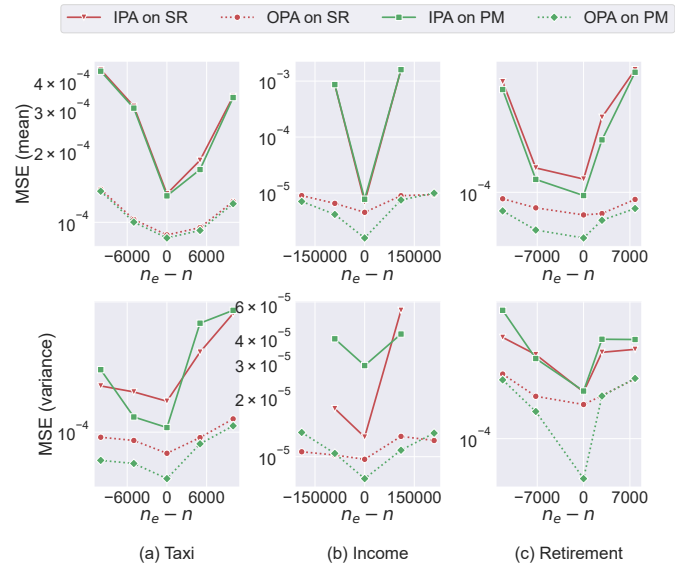 IPA on SR OPA on SR IPA on PM OPA on PM
MSE (mean)
4 × 10⁻⁴
3 × 10⁻⁴
2 × 10⁻⁴
10⁻⁴
−6000 0 6000
nₑ − n
10⁻³
10⁻⁴
10⁻⁵
−150000 0 150000
nₑ − n
10⁻⁴
−7000 0 7000
nₑ − n
MSE (variance)
10⁻⁴
−6000 0 6000
nₑ − n
(a) Taxi
6 × 10⁻⁵
4 × 10⁻⁵
3 × 10⁻⁵
2 × 10⁻⁵
10⁻⁵
−150000 0 150000
nₑ − n
(b) Income
10⁻⁴
−7000 0 7000
nₑ − n
(c) Retirement